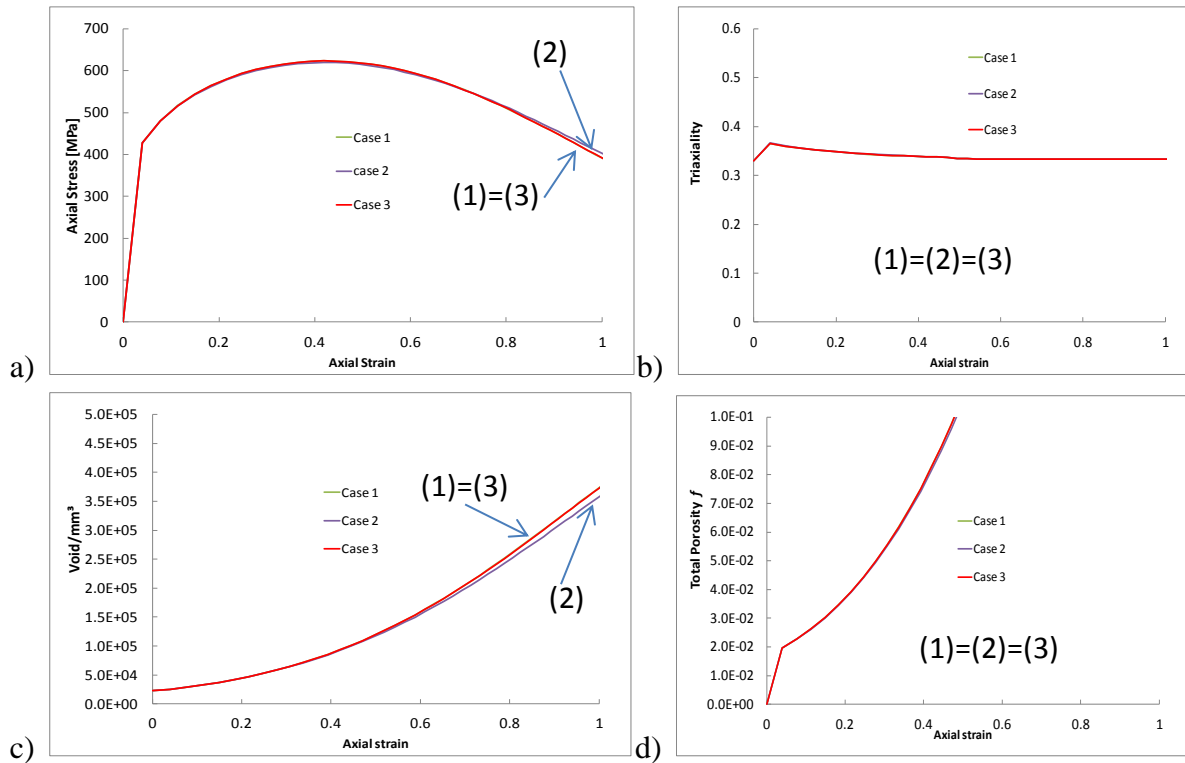 700
600
500
400
300
200
100
0
Axial Stress [MPa]
Case 1
case 2
Case 3
(2)
(1)=(3)
0 0.2 0.4 0.6 0.8 1
Axial Strain
a)
0.6
0.5
0.4
0.3
0.2
0.1
0
Triaxiality
Case 1
Case 2
Case 3
(1)=(2)=(3)
0 0.2 0.4 0.6 0.8 1
Axial strain
b)
5.0E+05
4.5E+05
4.0E+05
3.5E+05
3.0E+05
2.5E+05
2.0E+05
1.5E+05
1.0E+05
5.0E+04
0.0E+00
Void/mm³
Case 1
Case 2
Case 3
(1)=(3)
(2)
0 0.2 0.4 0.6 0.8 1
Axial strain
c)
1.0E-01
9.0E-02
8.0E-02
7.0E-02
6.0E-02
5.0E-02
4.0E-02
3.0E-02
2.0E-02
1.0E-02
0.0E+00
Total Porosity f
Case 1
Case 2
Case 3
(1)=(2)=(3)
0 0.2 0.4 0.6 0.8 1
Axial strain
d)